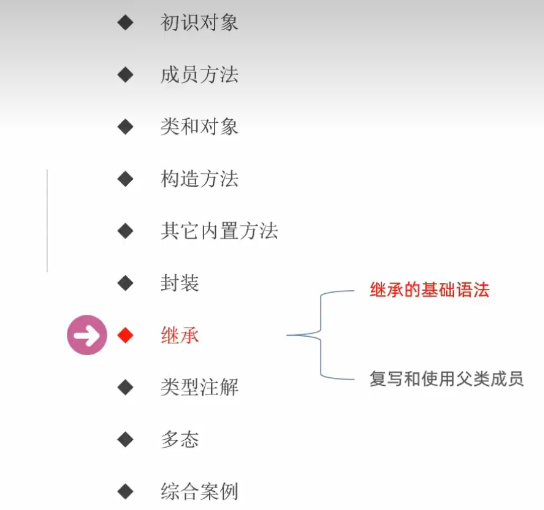 初识对象
成员方法
类和对象
构造方法
其它内置方法
封装
继承的基础语法
继承
复写和使用父类成员
类型注解
多态
综合案例